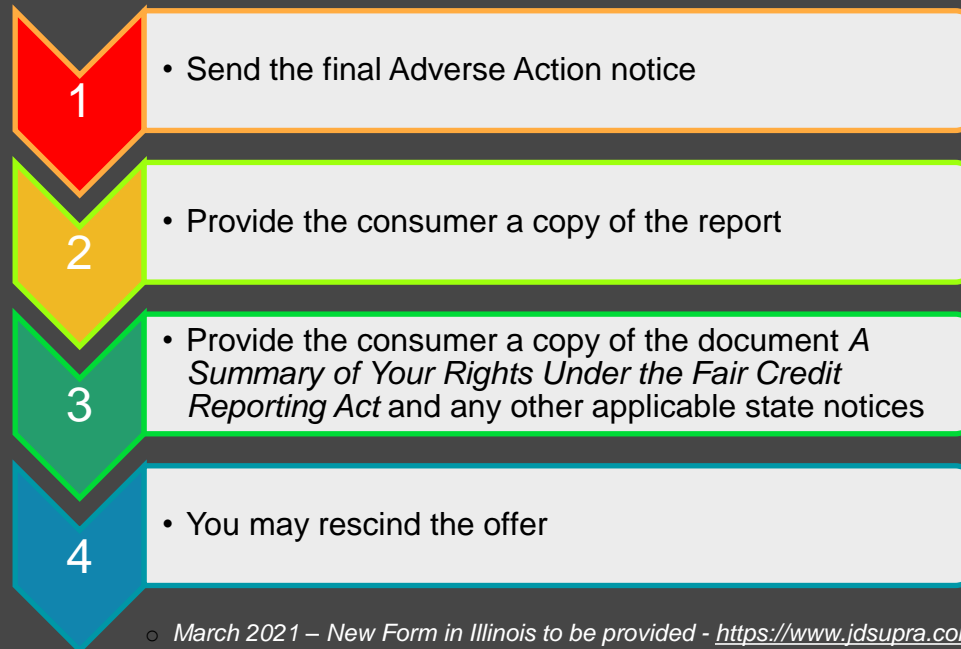 1
• Send the final Adverse Action notice
2
• Provide the consumer a copy of the report
3
• Provide the consumer a copy of the document A
Summary of Your Rights Under the Fair Credit
Reporting Act and any other applicable state notices
4
• You may rescind the offer
○ March 2021 – New Form in Illinois to be provided - https://www.jdsupra.co